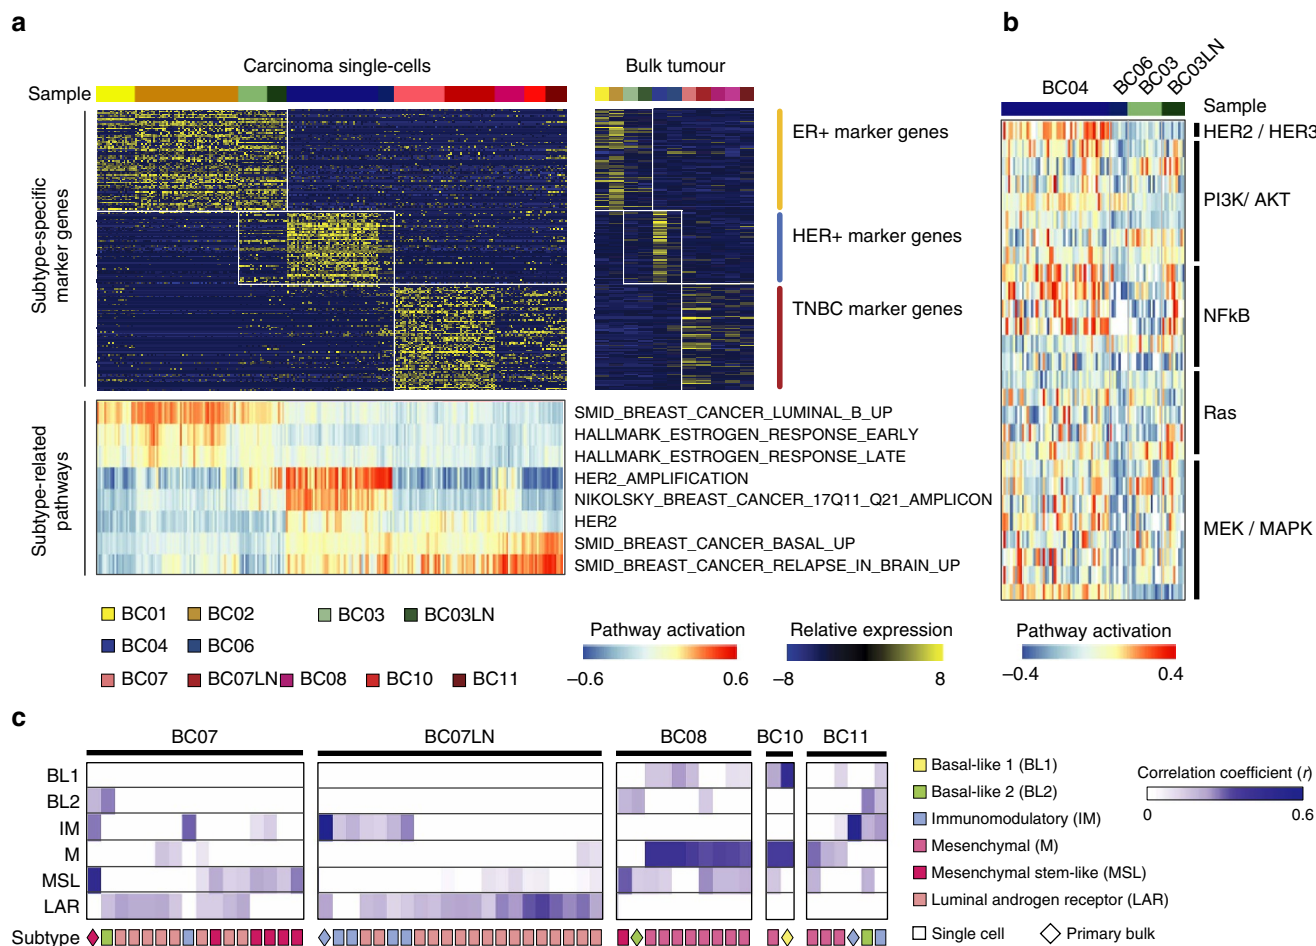 a
Carcinoma single-cells
Bulk tumour
Sample
Subtype-specific
marker genes
ER+ marker genes
HER+ marker genes
TNBC marker genes
Subtype-related
pathways
SMID_BREAST_CANCER_LUMINAL_B_UP
HALLMARK_ESTROGEN_RESPONSE_EARLY
HALLMARK_ESTROGEN_RESPONSE_LATE
HER2_AMPLIFICATION
NIKOLSKY_BREAST_CANCER_17Q11_Q21_AMPLICON
HER2
SMID_BREAST_CANCER_BASAL_UP
SMID_BREAST_CANCER_RELAPSE_IN_BRAIN_UP
BC01 BC02 BC03 BC03LN
BC04 BC06
BC07 BC07LN BC08 BC10 BC11
Pathway activation
–0.6 0.6
Relative expression
–8 8
b
BC04 BC06 BC03 BC03LN
Sample
HER2 / HER3
PI3K/ AKT
NFkB
Ras
MEK / MAPK
Pathway activation
–0.4 0.4
c
BC07 BC07LN BC08 BC10 BC11
BL1
BL2
IM
M
MSL
LAR
Subtype
Basal-like 1 (BL1)
Basal-like 2 (BL2)
Immunomodulatory (IM)
Mesenchymal (M)
Mesenchymal stem-like (MSL)
Luminal androgen receptor (LAR)
Single cell Primary bulk
Correlation coefficient (r)
0 0.6